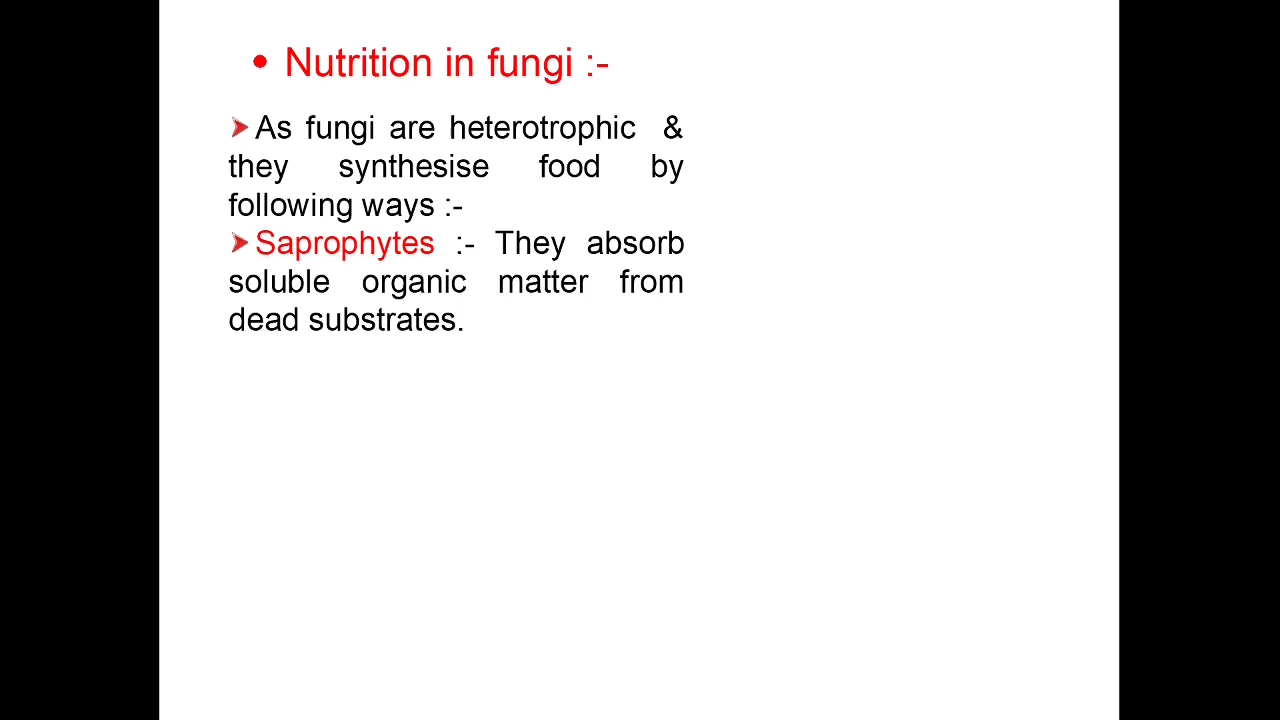 • Nutrition in fungi :-
➤As fungi are heterotrophic &
they synthesise food by
following ways :-
➤Saprophytes :- They absorb
soluble organic matter from
dead substrates.